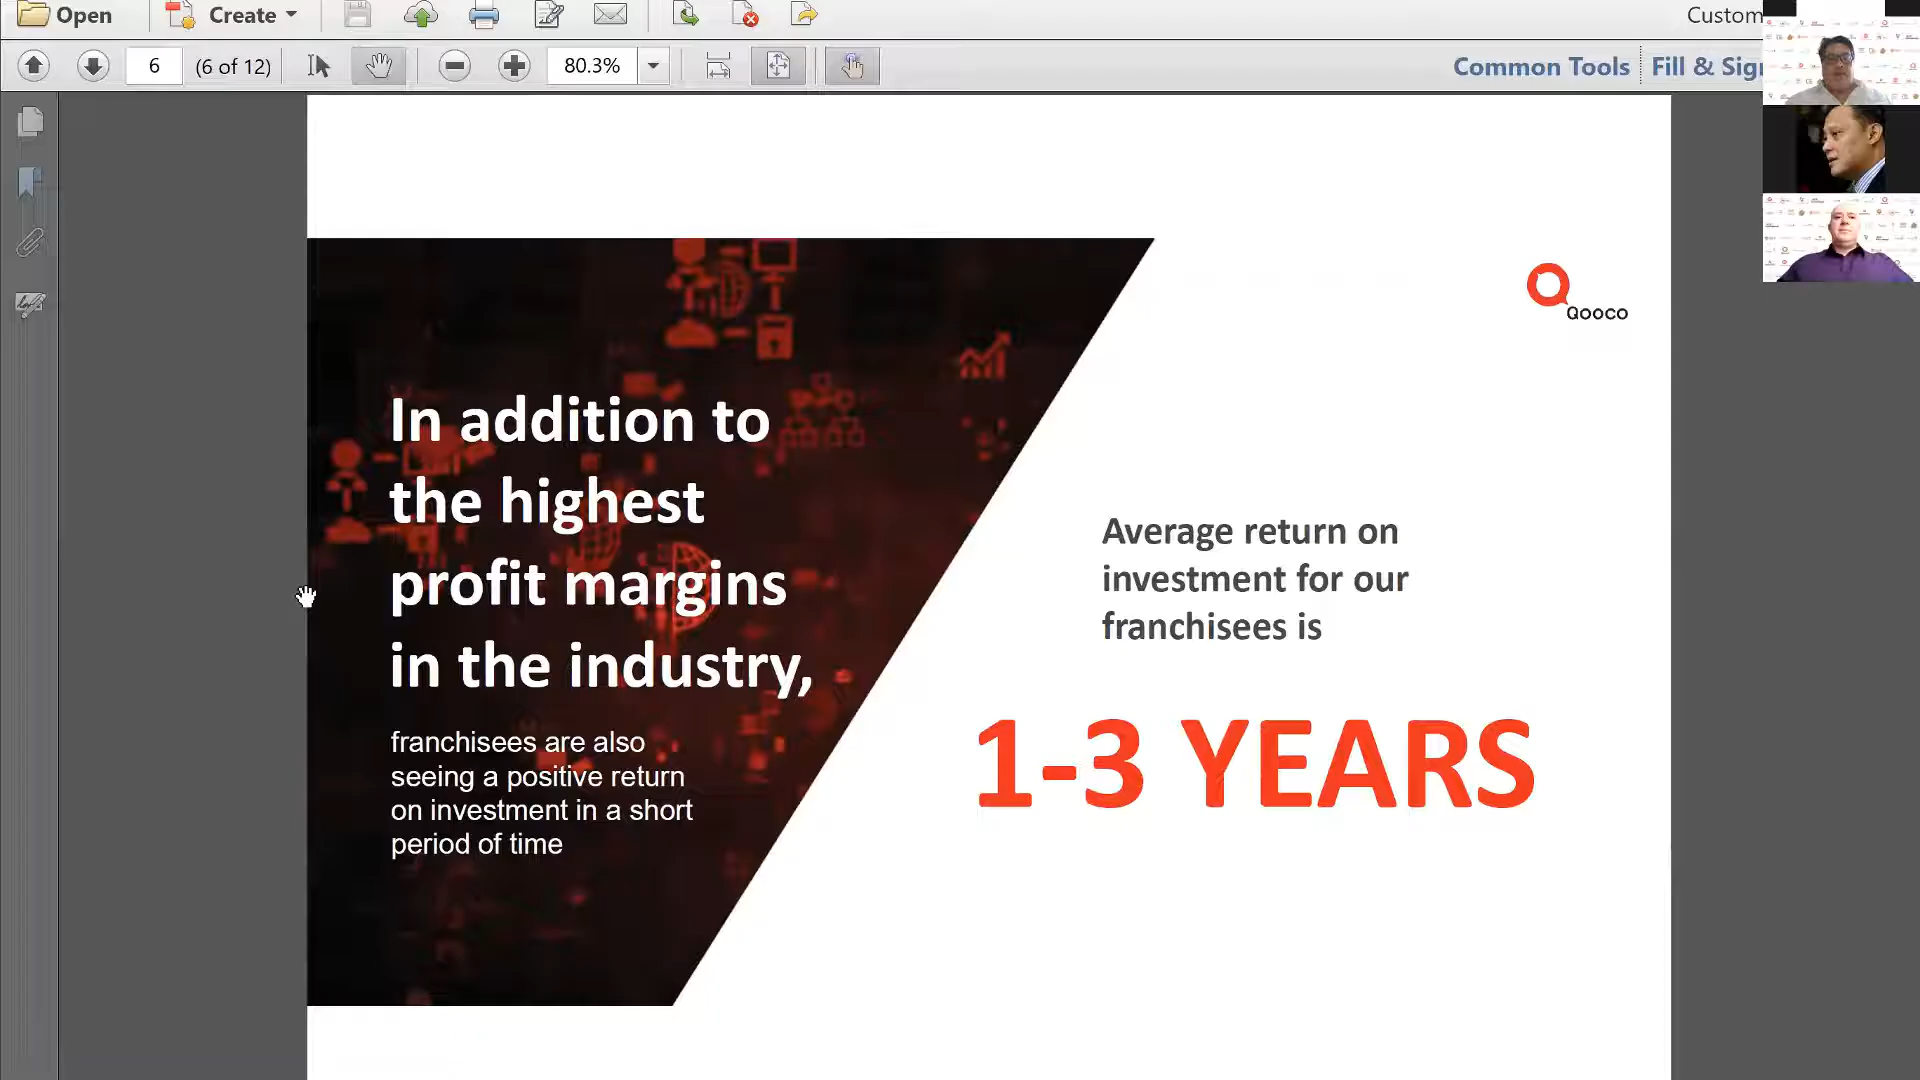 Open
Create
Custom
6
(6 of 12)
80.3%
Common Tools
Fill & Sig
Qooco
In addition to
the highest
profit margins
in the industry,
franchisees are also
seeing a positive return
on investment in a short
period of time
Average return on
investment for our
franchisees is
1-3 YEARS